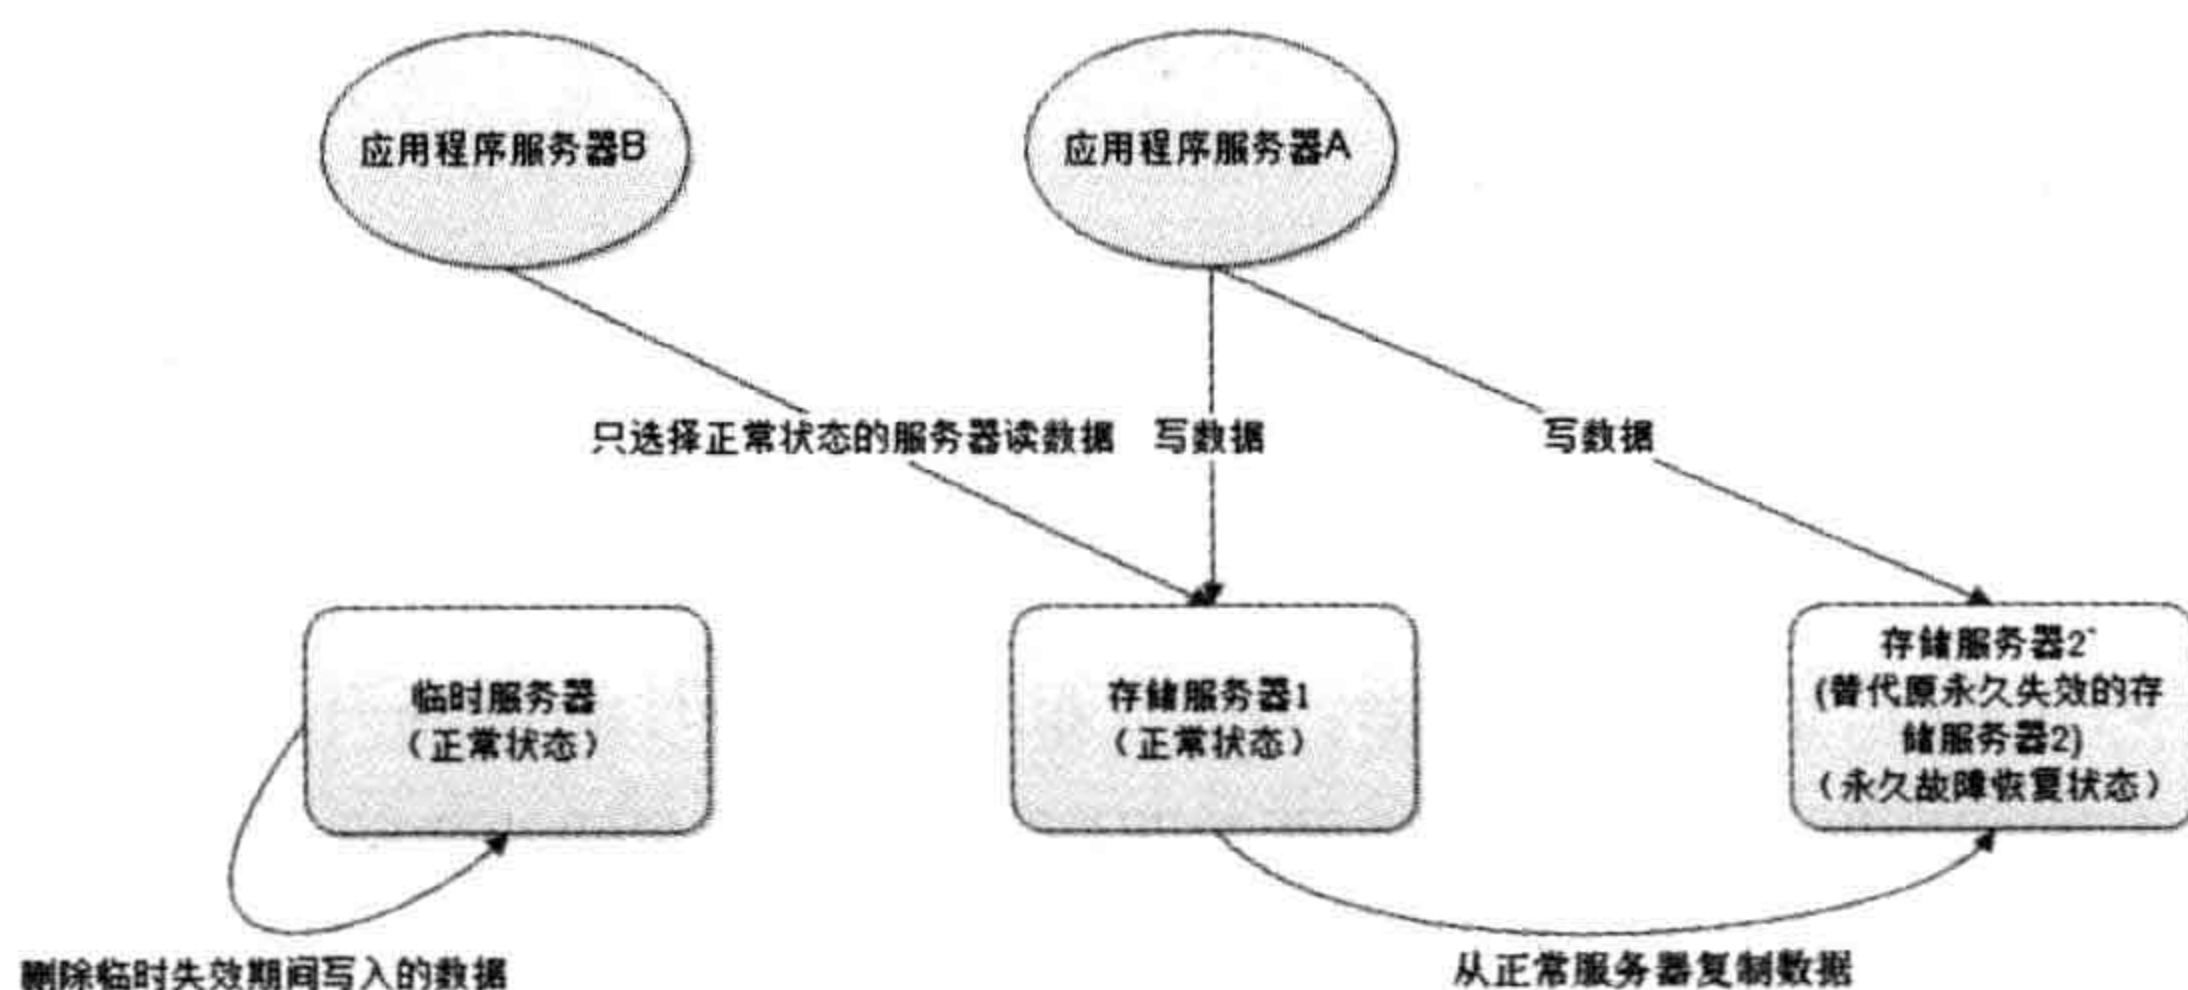 应用程序服务器B
应用程序服务器A
只选择正常状态的服务器读数据
写数据
写数据
临时服务器
（正常状态）
存储服务器1
（正常状态）
存储服务器2`
(替代原永久失效的存
储服务器2)
（永久故障恢复状态）
删除临时失效期间写入的数据
从正常服务器复制数据